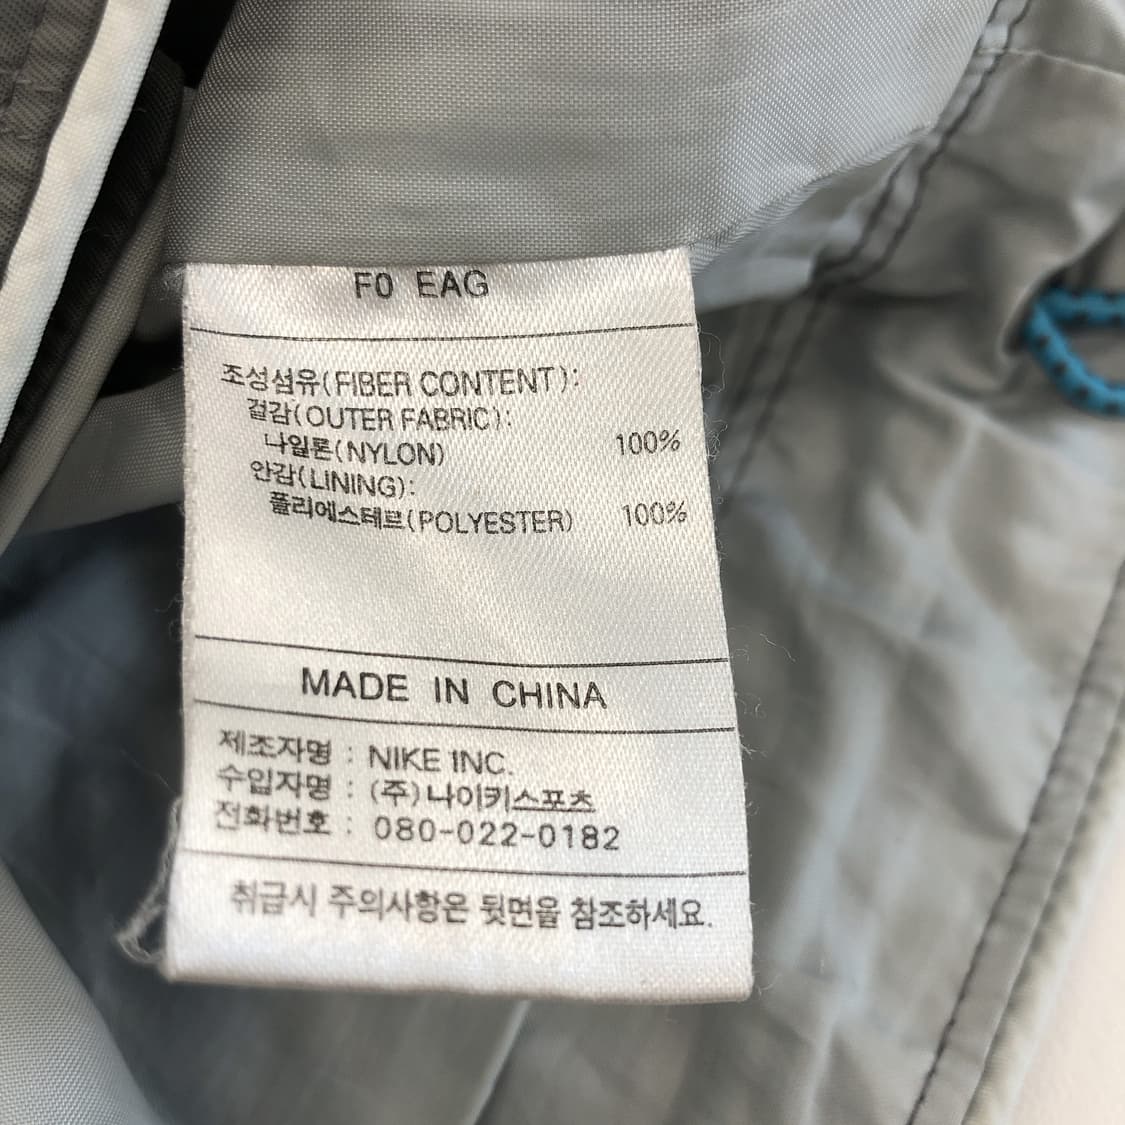 F0 EAG
조성섬유(FIBER CONTENT):
겉감(OUTER FABRIC):
나일론(NYLON) 100%
안감(LINING):
폴리에스테르(POLYESTER) 100%
MADE IN CHINA
제조자명 : NIKE INC.
수입자명 : (주)나이키스포츠
전화번호 : 080-022-0182
취급시 주의사항은 뒷면을 참조하세요.